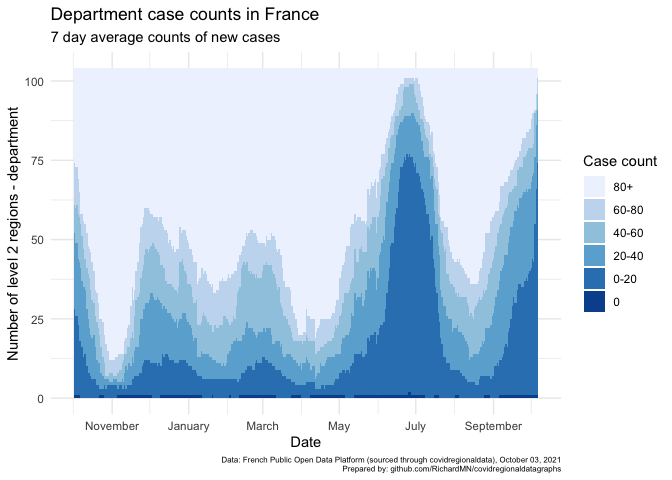 Department case counts in France
7 day average counts of new cases
Number of level 2 regions - department
100
75
50
25
0
November January March May July September
Date
Case count
80+
60-80
40-60
20-40
0-20
0
Data: French Public Open Data Platform (sourced through covidregionaldata), October 03, 2021
Prepared by: github.com/RichardMN/covidregionaldatagraphs